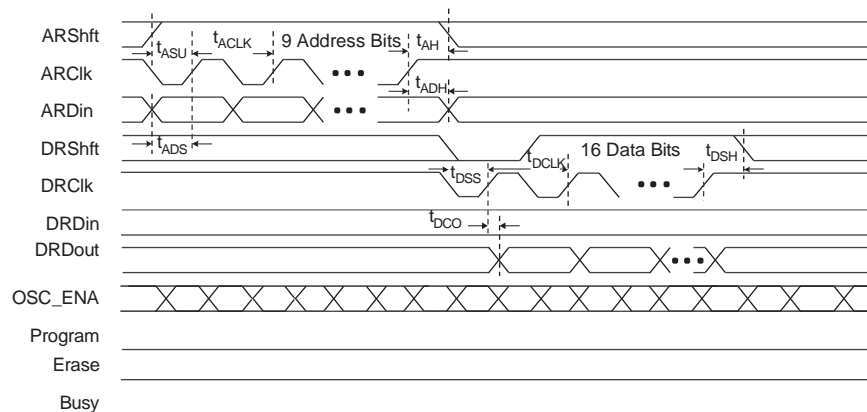 ARShft
tASU
tACLK
9 Address Bits
tAH
ARClk
tADH
ARDin
tADS
DRShft
16 Data Bits
tDCLK
tDSH
tDSS
DRClk
DRDin
tDCO
DRDout
OSC_ENA
Program
Erase
Busy